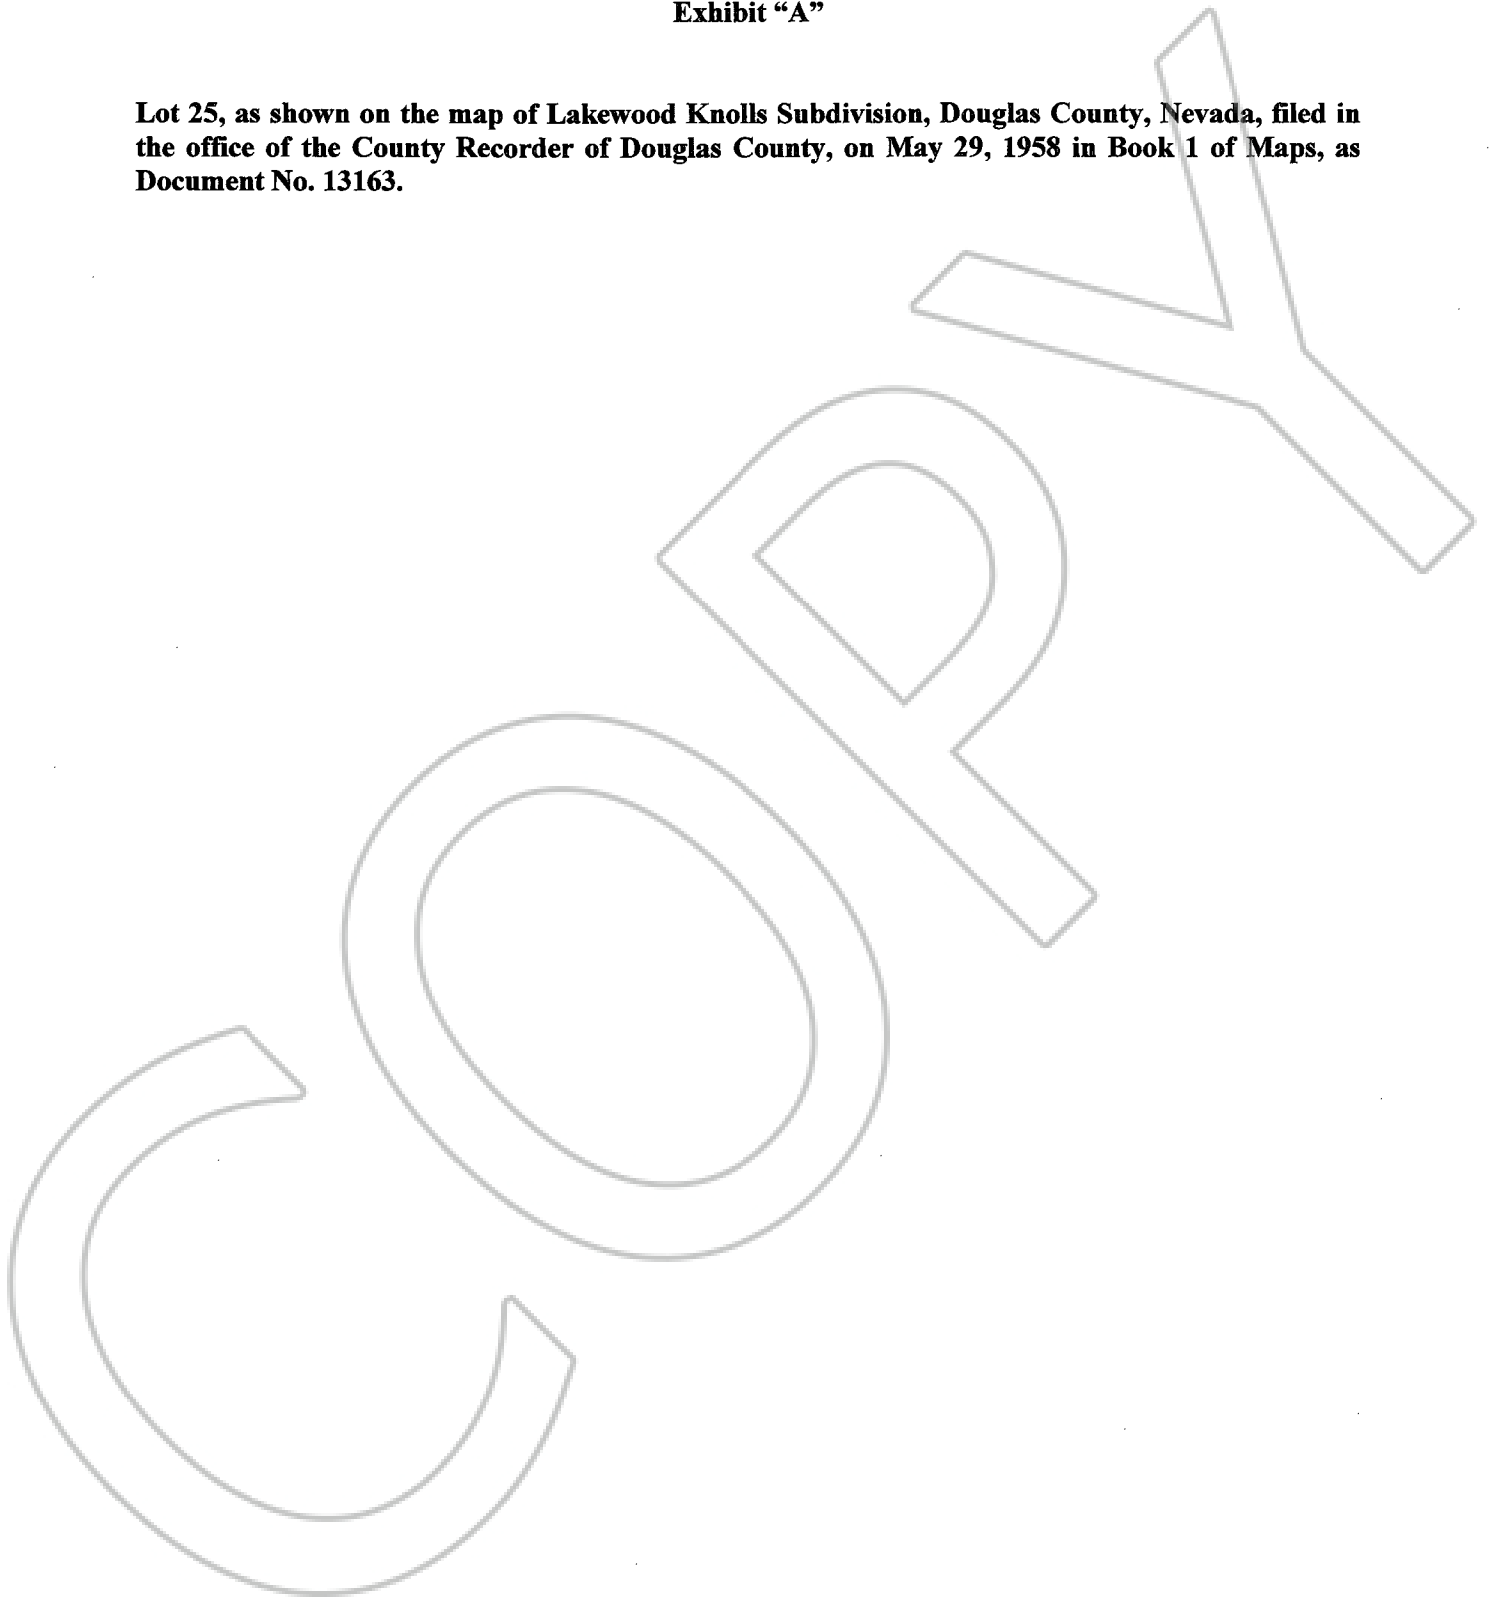 Exhibit “A”
Lot 25, as shown on the map of Lakewood Knolls Subdivision, Douglas County, Nevada, filed in
the office of the County Recorder of Douglas County, on May 29, 1958 in Book 1 of Maps, as
Document No. 13163.
COPY